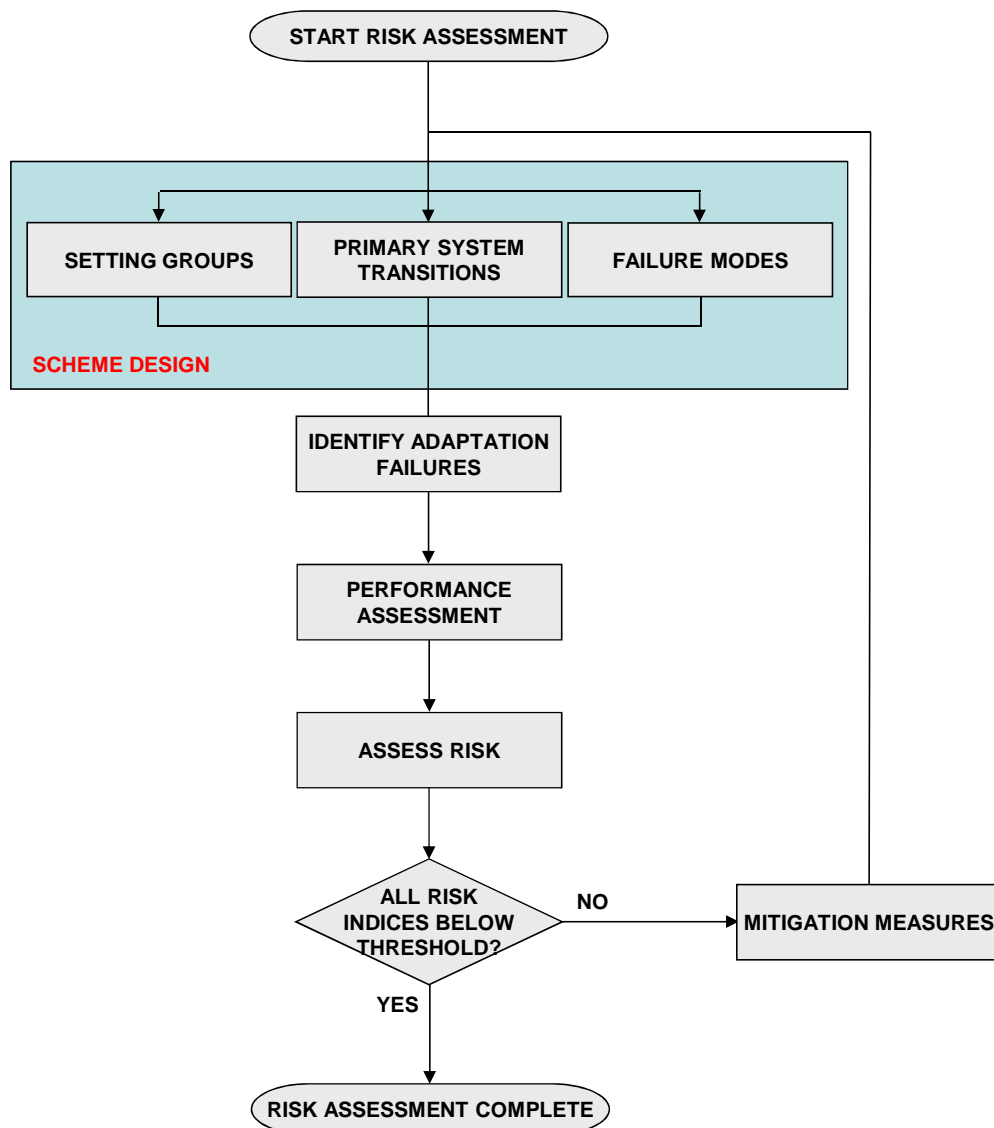 START RISK ASSESSMENT
SETTING GROUPS
PRIMARY SYSTEM
TRANSITIONS
FAILURE MODES
SCHEME DESIGN
IDENTIFY ADAPTATION
FAILURES
PERFORMANCE
ASSESSMENT
ASSESS RISK
ALL RISK
INDICES BELOW
THRESHOLD?
NO
MITIGATION MEASURES
YES
RISK ASSESSMENT COMPLETE